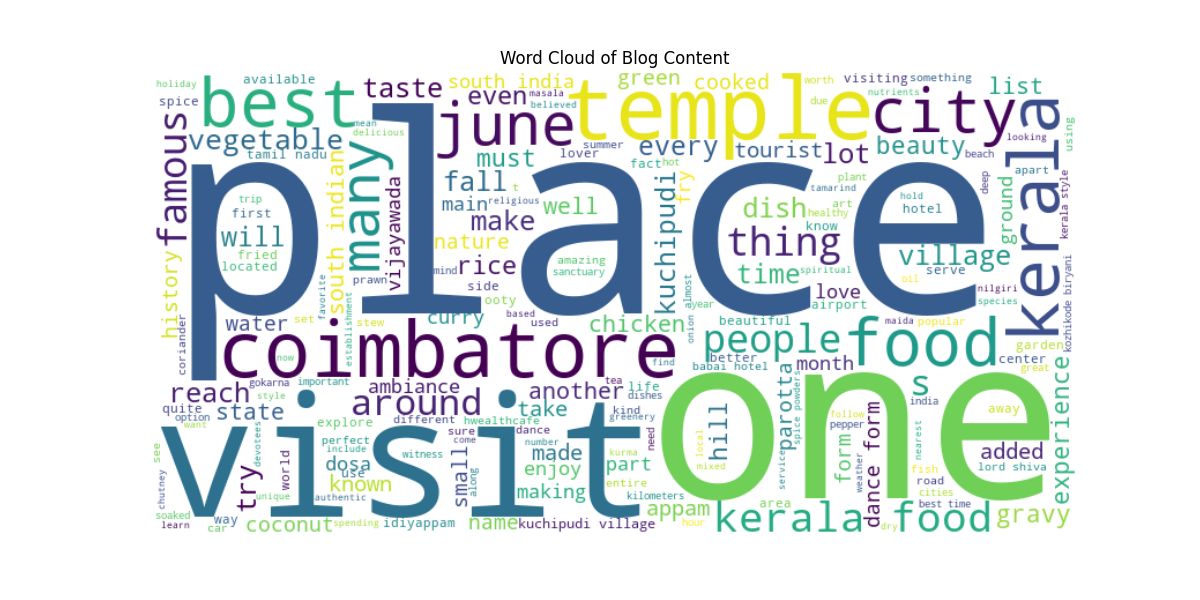 Word Cloud of Blog Content
holiday
available
south india
green
cooked
visiting
something
list
best
taste
even
masala
believed
temple
worth
due
nutrients
city
spice
famous
vegetable
tamil nadu
mean
delicious
june
summer
lover
must
every
tourist
lot
beauty
looking
kerala
using
place
many
south indian
vijayawada
fall
main
t
religious
make
well
fact
hot
fry
kuchipudi
plant
tamarind
dish
healthy
art
know
thing
hold
hotel
beach
deep
apart
ground
kerala style
trip
first
will
fried
located
history
nature
rice
mind
amazing
sanctuary
time
spiritual
village
serve
oil
nilgiri
species
prawn
side
ooty
favorite
establishment
almost
year
love
airport
water
set
stew
curry
based
used
chicken
onion
beautiful
maida
popular
garden
kozhikode biryani
coriander
coimbatore
now
find
people
food
better
babai hotel
month
center
great
reach
gokarna
important
style
ambiance
tea
another
life
dishes
parotta
spice powders
s
india
experience
quite
option
want
state
around
different
hwealthcafe
take
kind
greenery
one
follow
pepper
away
visit
explore
sure
come
dance
number
need
local
mixed
hill
form
dance form
weather
nearest
added
lord shiva
see
chutney
try
devotees
world
perfect
include
dosa
use
witness
known
small
along
made
enjoy
making
kurma
part
entire
kilometers
service
fish
road
cities
unique
authentic
soaked
learn
way
car
coconut
spending
idiyappam
name
kuchipudi village
appam
hour
area
kerala food
dry
best time
gravy